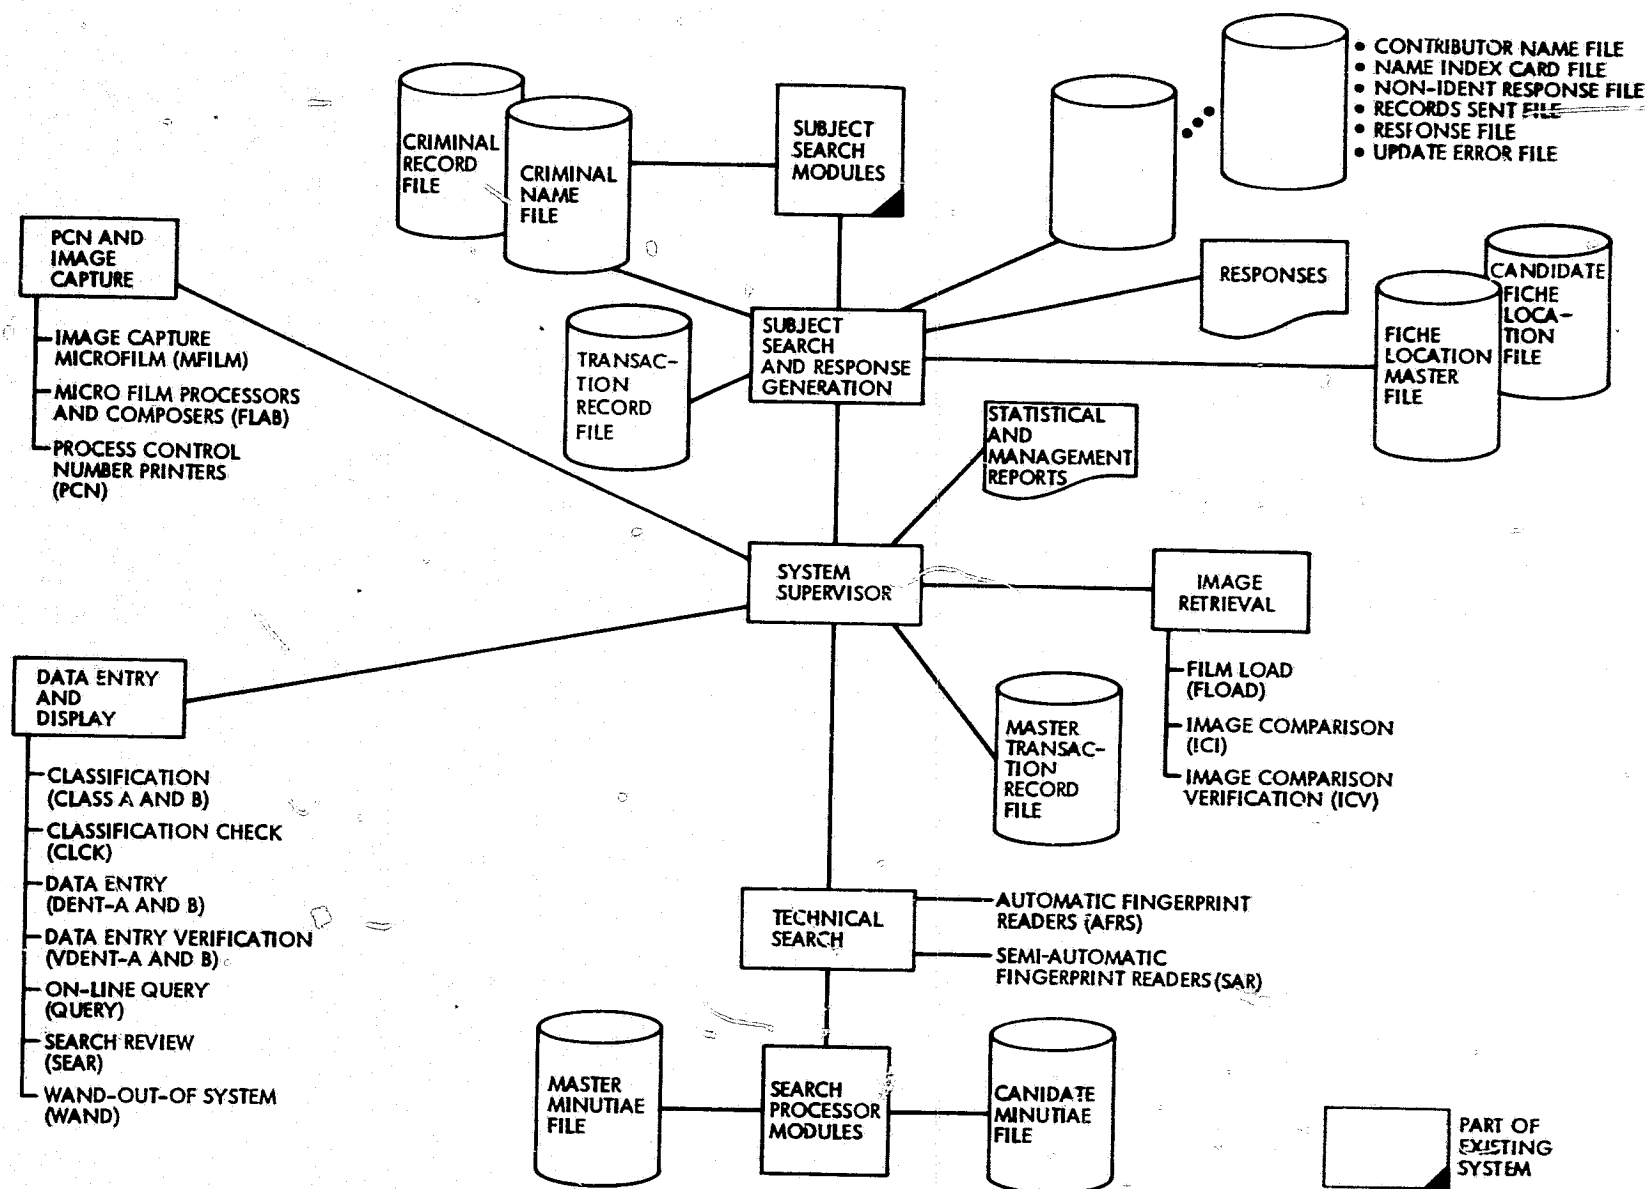 • CONTRIBUTOR NAME FILE
• NAME INDEX CARD FILE
• NON-IDENT RESPONSE FILE
• RECORDS SENT FILE
• RESPONSE FILE
• UPDATE ERROR FILE
CRIMINAL
RECORD
FILE
CRIMINAL
NAME
FILE
SUBJECT
SEARCH
MODULES
PCN AND
IMAGE
CAPTURE
IMAGE CAPTURE
MICROFILM (MFILM)
MICRO FILM PROCESSORS
AND COMPOSERS (FLAB)
PROCESS CONTROL
NUMBER PRINTERS
(PCN)
TRANSAC-
TION
RECORD
FILE
SUBJECT
SEARCH
AND RESPONSE
GENERATION
RESPONSES
FICHE
LOCATION
MASTER
FILE
CANDIDATE
FICHE
LOCA-
TION
FILE
STATISTICAL
AND
MANAGEMENT
REPORTS
SYSTEM
SUPERVISOR
IMAGE
RETRIEVAL
FILM LOAD
(FLOAD)
IMAGE COMPARISON
(ICI)
IMAGE COMPARISON
VERIFICATION (ICV)
MASTER
TRANSAC-
TION
RECORD
FILE
DATA ENTRY
AND
DISPLAY
CLASSIFICATION
(CLASS A AND B)
CLASSIFICATION CHECK
(CLCK)
DATA ENTRY
(DENT-A AND B)
DATA ENTRY VERIFICATION
(VDENT-A AND B)
ON-LINE QUERY
(QUERY)
SEARCH REVIEW
(SEAR)
WAND-OUT-OF SYSTEM
(WAND)
TECHNICAL
SEARCH
AUTOMATIC FINGERPRINT
READERS (AFRS)
SEMI-AUTOMATIC
FINGERPRINT READERS (SAR)
MASTER
MINUTIAE
FILE
SEARCH
PROCESSOR
MODULES
CANIDATE
MINUTIAE
FILE
PART OF
EXISTING
SYSTEM